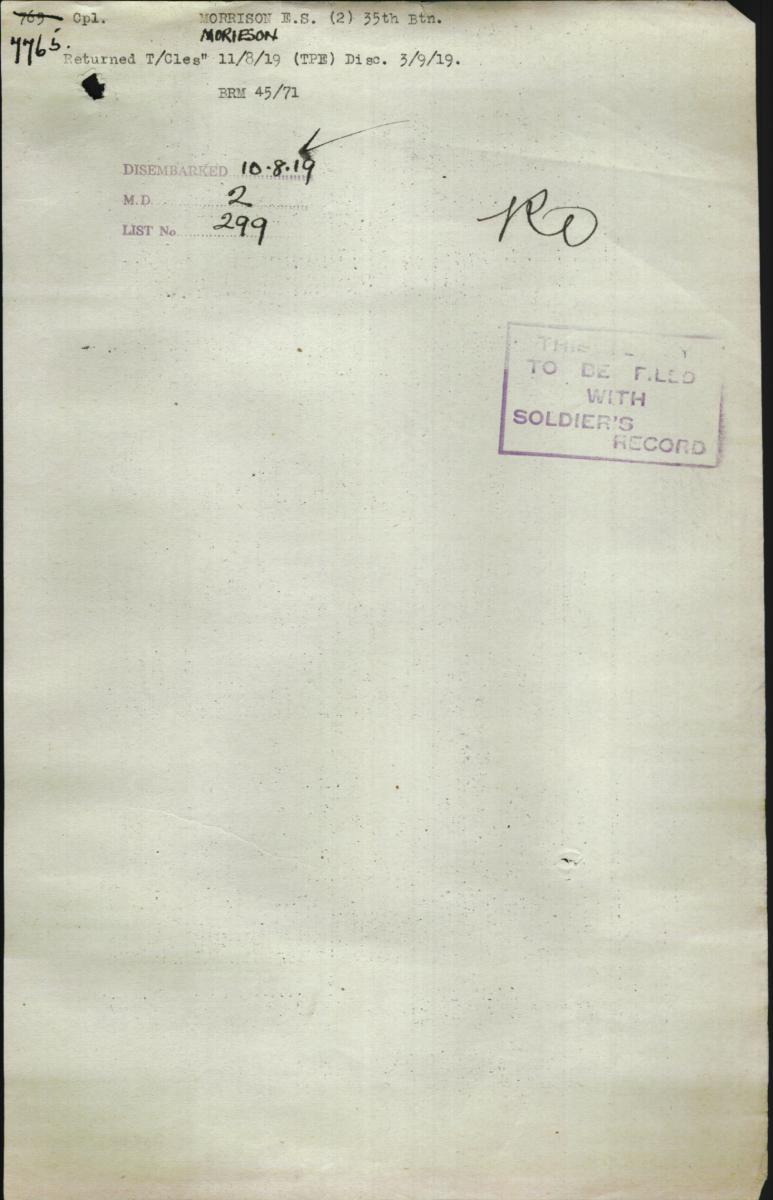 769 Cpl. MORRISON E.S. (2) 35th Btn.
7765. MORIESON
Returned T/Cles" 11/8/19 (TPE) Disc. 3/9/19.
BRM 45/71
DISEMBARKED 10.8.19
M.D. 2
LIST No. 299
THIS
TO BE FILED
WITH
SOLDIER'S
RECORD